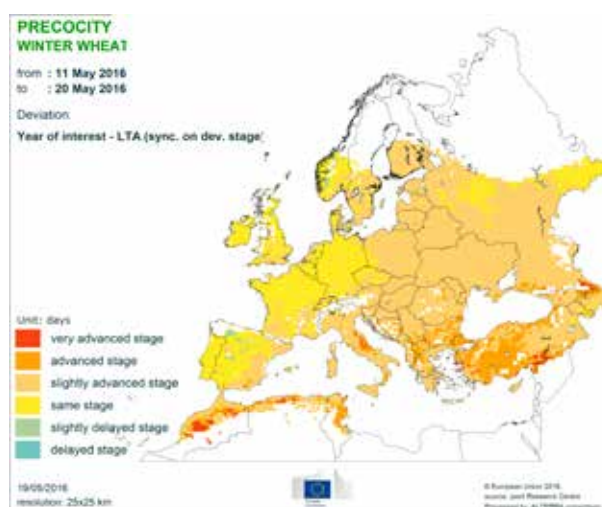 PRECOCITY
WINTER WHEAT
from : 11 May 2016
to : 20 May 2016
Deviation:
Year of interest - LTA (sync. on dev. stage)
Unit: days
very advanced stage
advanced stage
slightly advanced stage
same stage
slightly delayed stage
delayed stage
19/05/2016
resolution: 25x25 km
© European Union 2016
source: Joint Research Centre